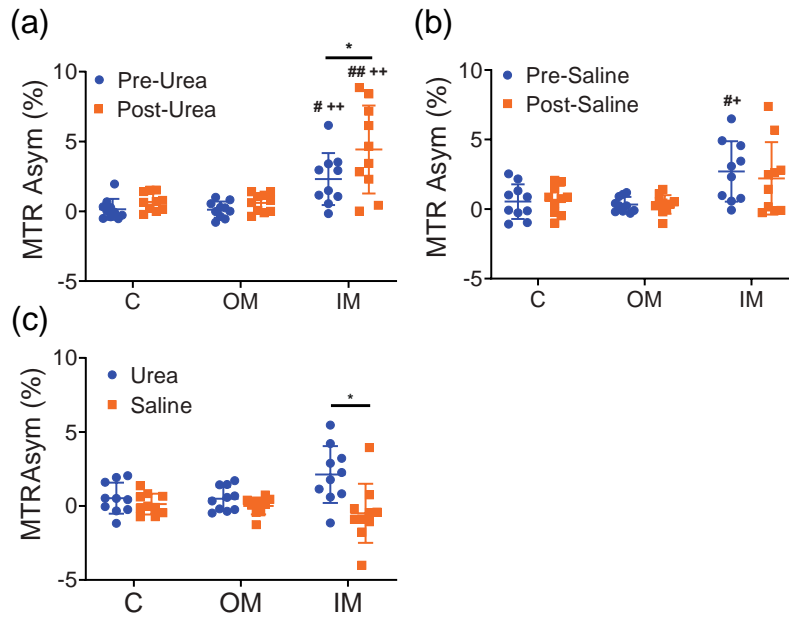 (a)
MTR Asym (%)
10
5
0
-5
Pre-Urea
Post-Urea
*
# ++
## ++
C OM IM
(b)
MTR Asym (%)
10
5
0
-5
Pre-Saline
Post-Saline
#+
C OM IM
(c)
MTRAsym (%)
10
5
0
-5
Urea
Saline
*
C OM IM